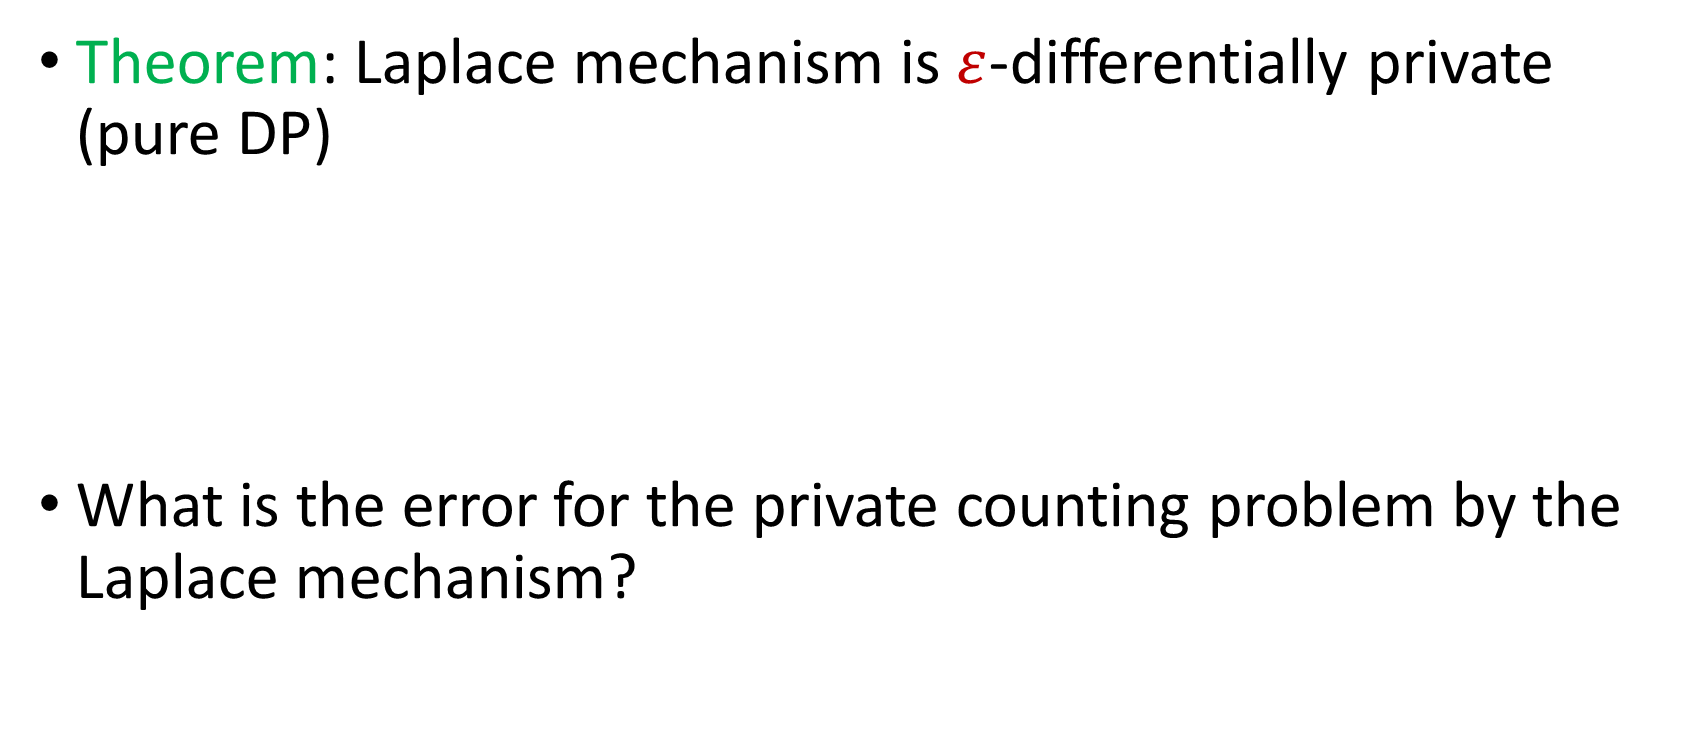 • Theorem: Laplace mechanism is ε-differentially private
(pure DP)
• What is the error for the private counting problem by the
Laplace mechanism?